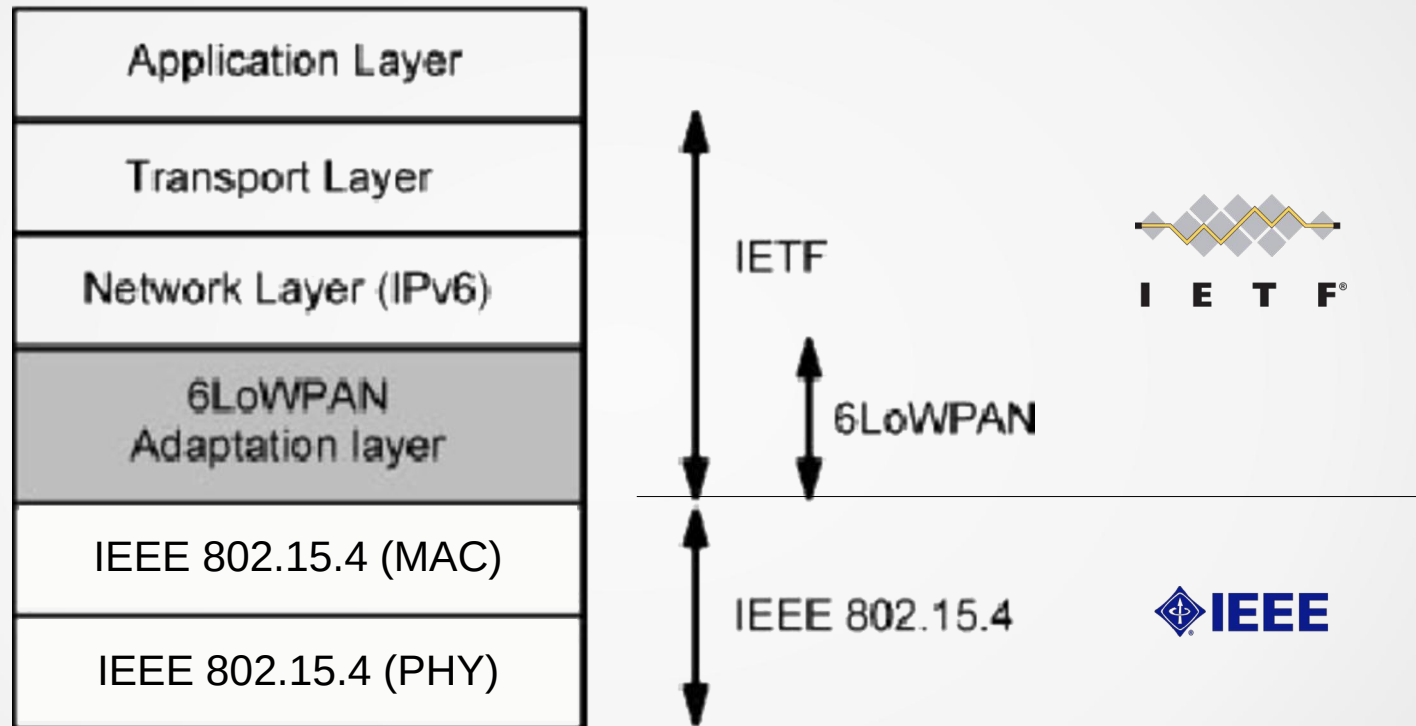 Application Layer
Transport Layer
Network Layer (IPv6)
6LoWPAN
Adaptation layer
IEEE 802.15.4 (MAC)
IEEE 802.15.4 (PHY)
IETF
6LoWPAN
IEEE 802.15.4
I E T F®
IEEE